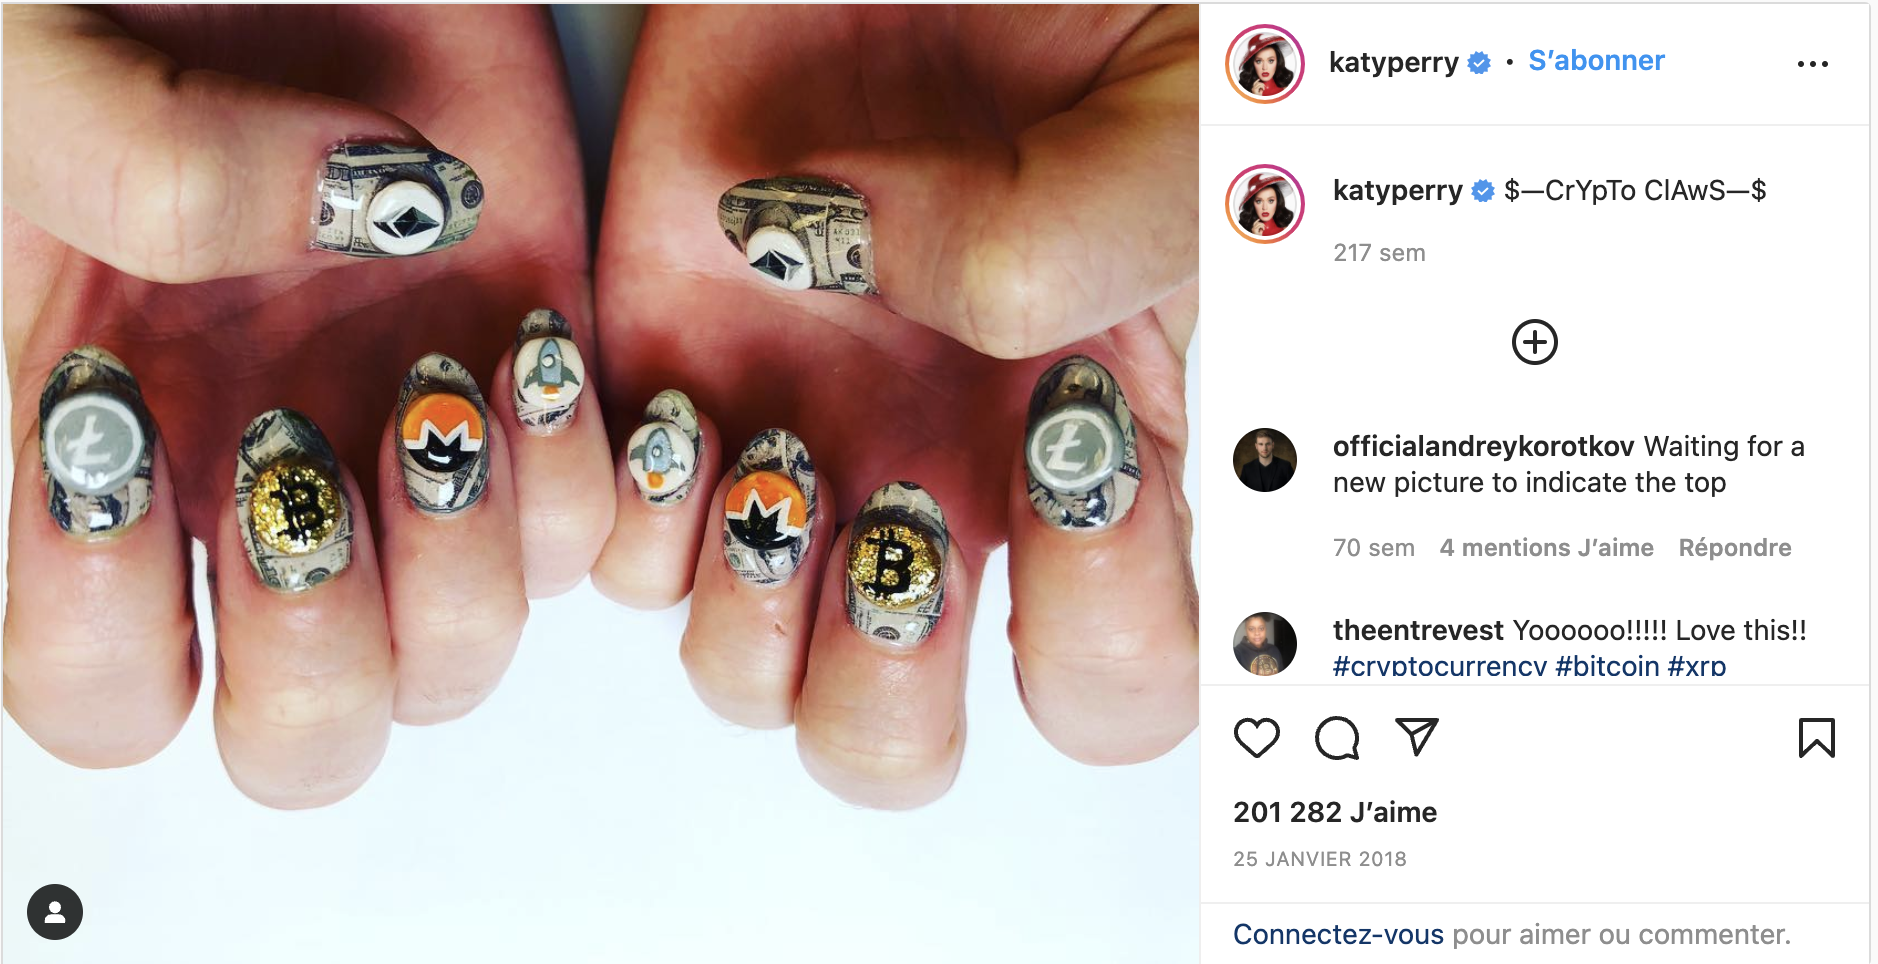 katyperry • S’abonner
katyperry $—CrYpTo ClAwS—$
217 sem
officialandreykorotkov Waiting for a
new picture to indicate the top
70 sem 4 mentions J’aime Répondre
theentrevest Yoooooo!!!!! Love this!!
#cryptocurrency #bitcoin #xrp
201 282 J’aime
25 JANVIER 2018
Connectez-vous pour aimer ou commenter.